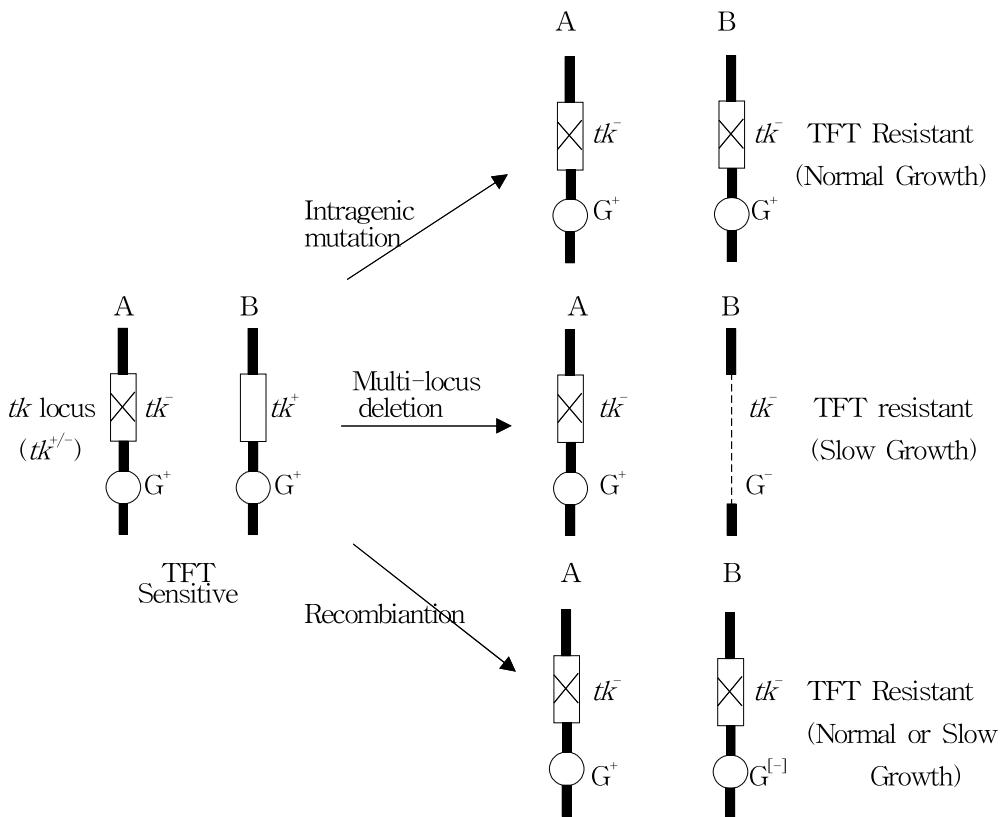 A B
tk⁻ tk⁻ TFT Resistant
(Normal Growth)
G⁺ G⁺
Intragenic
mutation
A B
tk locus
(tk⁺/⁻)
tk⁻ tk⁺
G⁺ G⁺
TFT
Sensitive
Multi-locus
deletion
A B
tk⁻ tk⁻ TFT resistant
(Slow Growth)
G⁺ G⁻
Recombiantion
A B
tk⁻ tk⁻ TFT Resistant
(Normal or Slow
Growth)
G⁺ G[⁻]